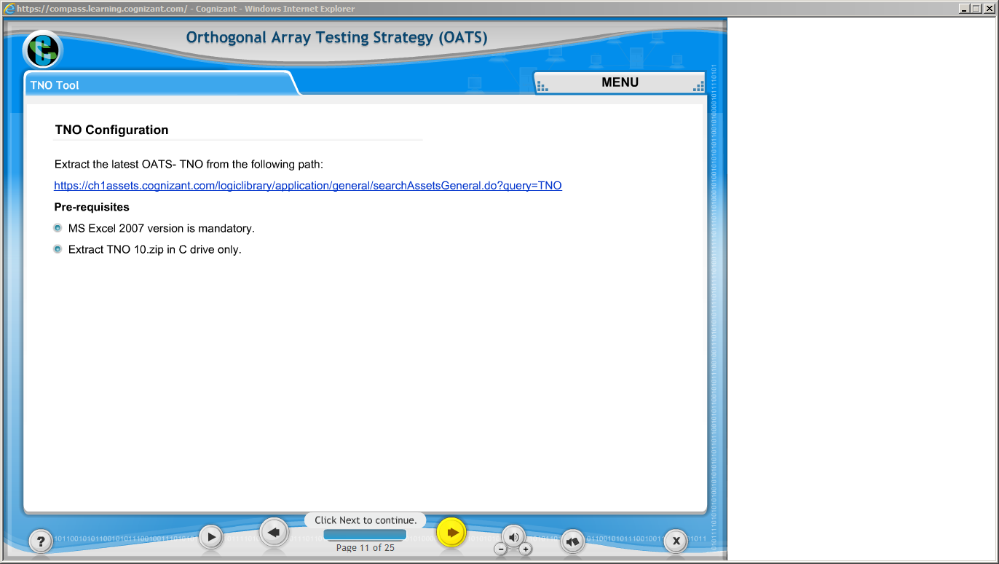 https://compass.learning.cognizant.com/ - Cognizant - Windows Internet Explorer
Orthogonal Array Testing Strategy (OATS)
TNO Tool
MENU
TNO Configuration
Extract the latest OATS- TNO from the following path:
https://ch1assets.cognizant.com/logiclibrary/application/general/searchAssetsGeneral.do?query=TNO
Pre-requisites
MS Excel 2007 version is mandatory.
Extract TNO 10.zip in C drive only.
Click Next to continue.
Page 11 of 25
?
X